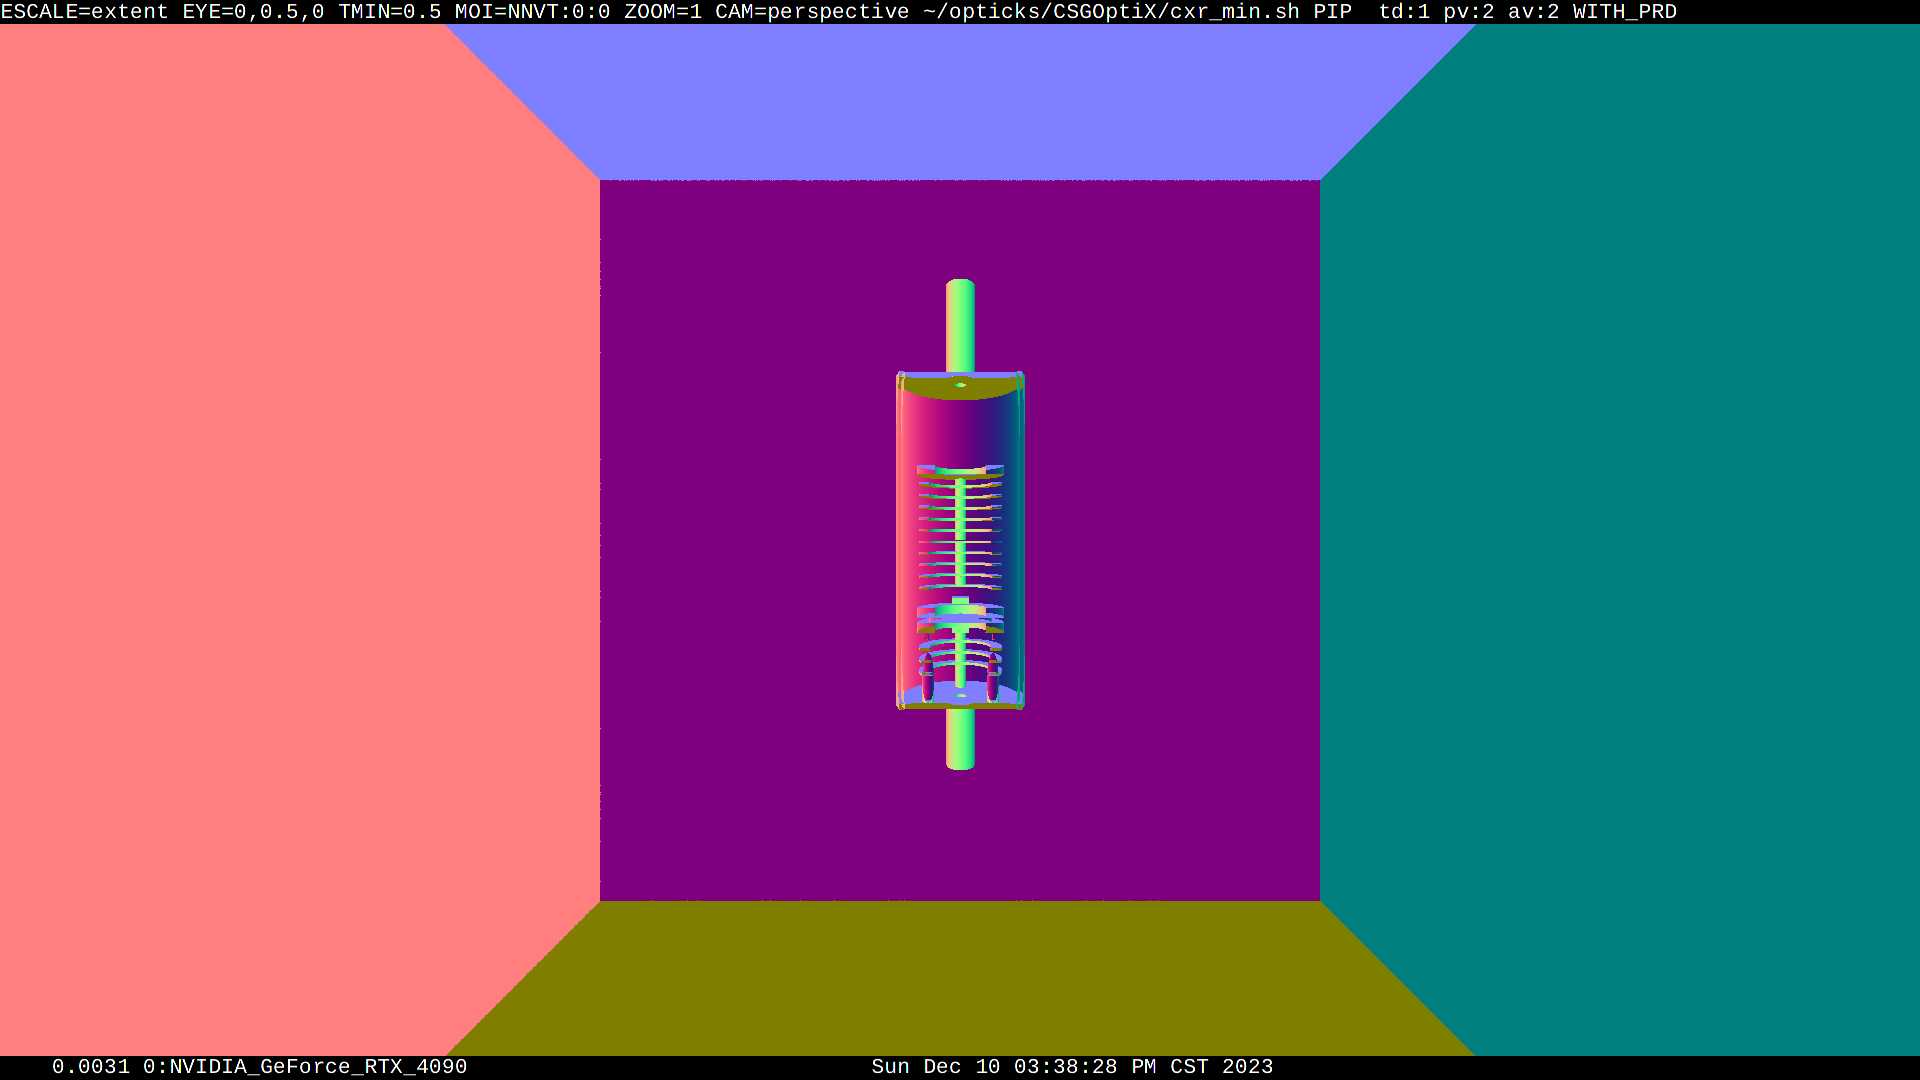 ESCALE=extent EYE=0,0.5,0 TMIN=0.5 MOI=NNVT:0:0 ZOOM=1 CAM=perspective ~/opticks/CSGOptiX/cxr_min.sh PIP  td:1 pv:2 av:2 WITH_PRD
0.0031 0:NVIDIA_GeForce_RTX_4090
Sun Dec 10 03:38:28 PM CST 2023